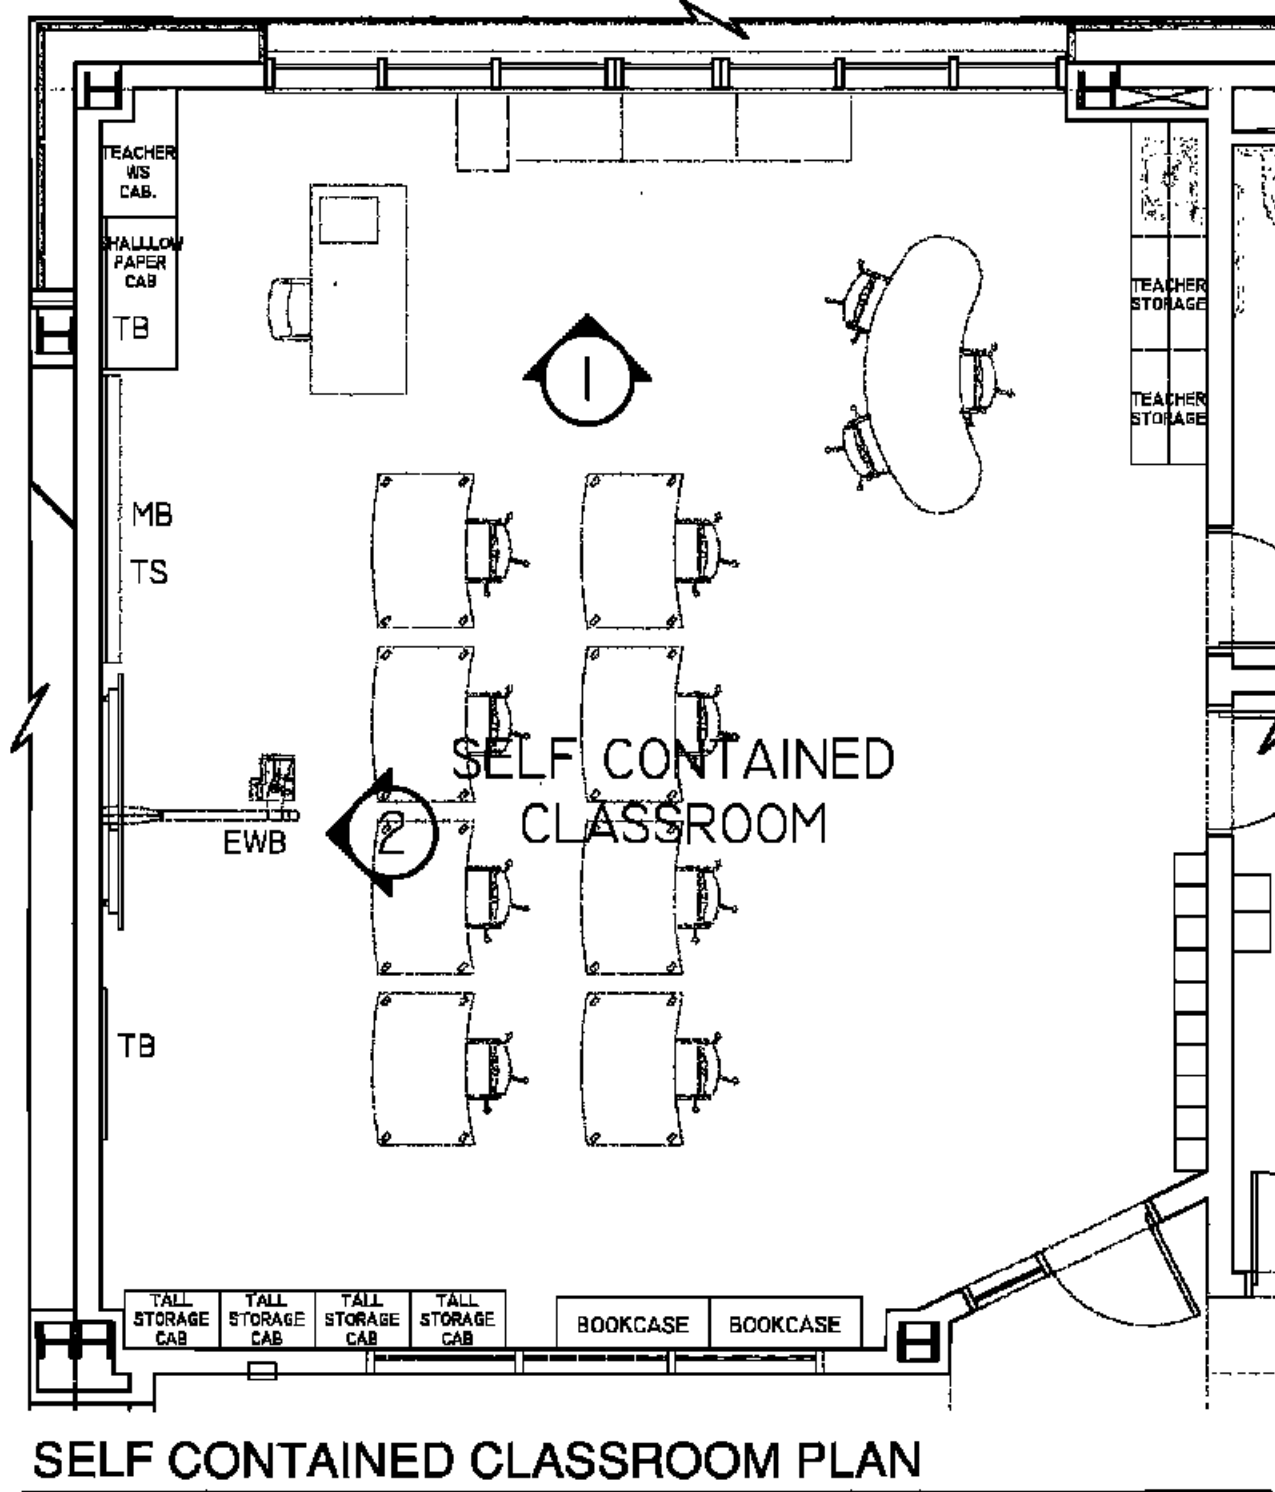 TEACHER
WS
CAB.
SHALLLOW
PAPER
CAB
TB
TEACHER
STORAGE
TEACHER
STORAGE
1
MB
TS
SELF CONTAINED
CLASSROOM
EWB
2
TB
TALL
STORAGE
CAB
TALL
STORAGE
CAB
TALL
STORAGE
CAB
TALL
STORAGE
CAB
BOOKCASE
BOOKCASE
SELF CONTAINED CLASSROOM PLAN